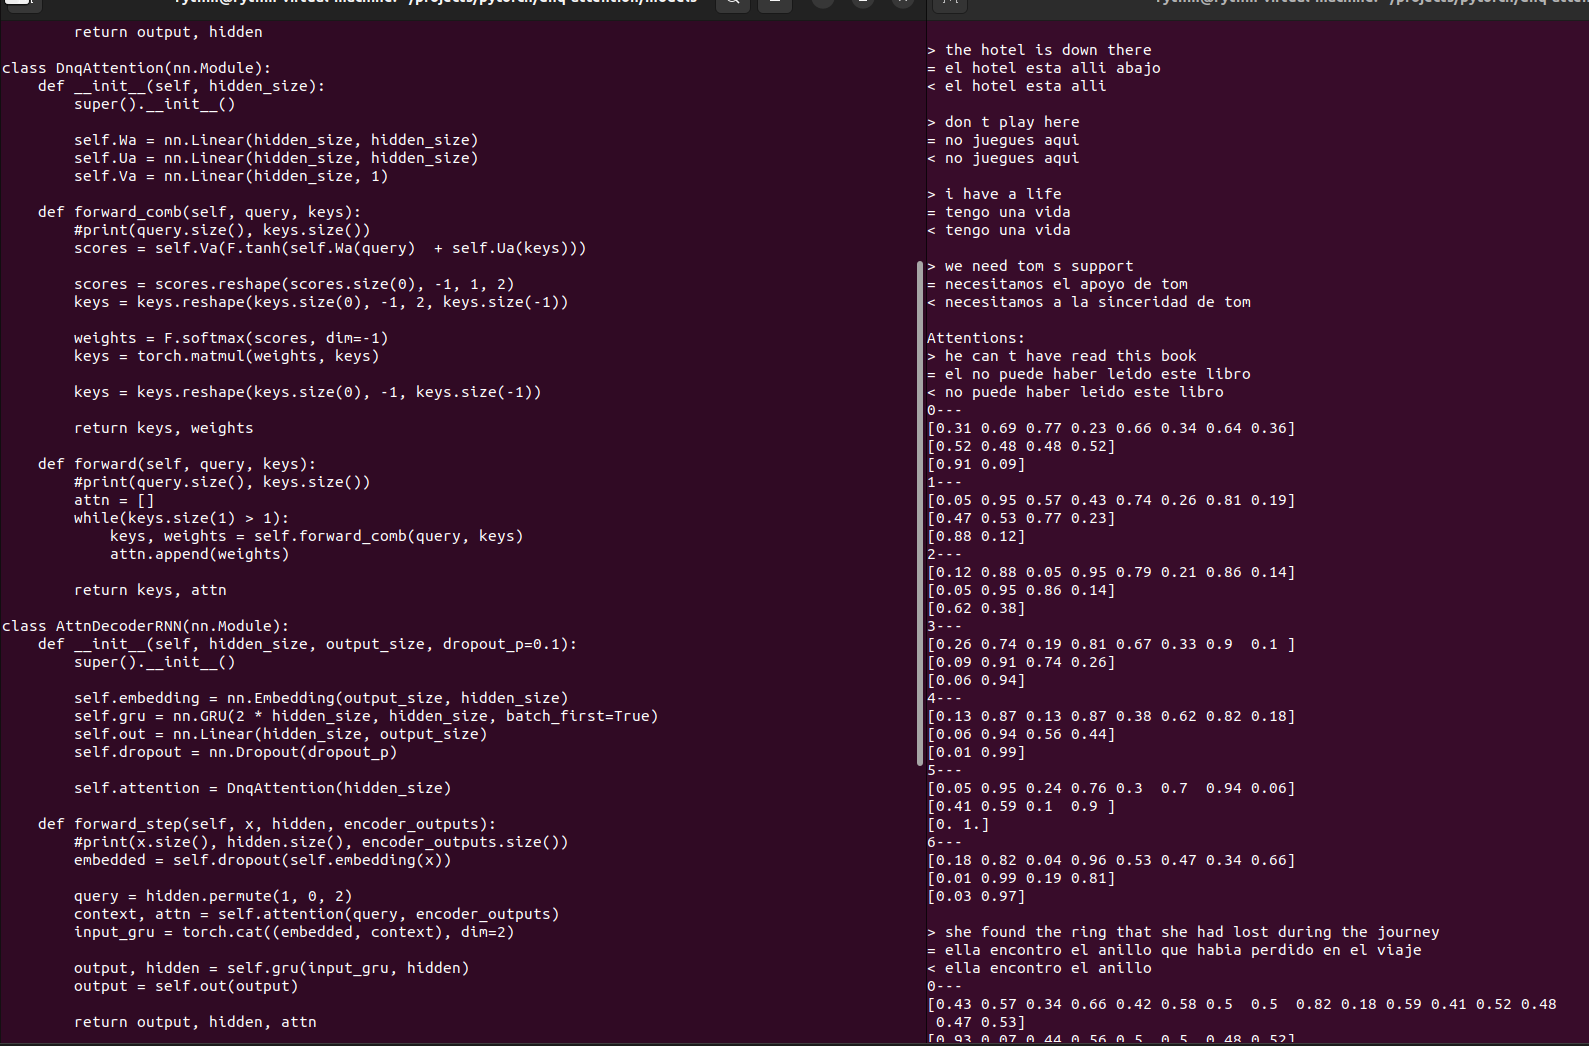 return output, hidden
class DnqAttention(nn.Module):
def __init__(self, hidden_size):
super().__init__()
self.Wa = nn.Linear(hidden_size, hidden_size)
self.Ua = nn.Linear(hidden_size, hidden_size)
self.Va = nn.Linear(hidden_size, 1)
def forward_comb(self, query, keys):
#print(query.size(), keys.size())
scores = self.Va(F.tanh(self.Wa(query)  + self.Ua(keys)))
scores = scores.reshape(scores.size(0), -1, 1, 2)
keys = keys.reshape(keys.size(0), -1, 2, keys.size(-1))
weights = F.softmax(scores, dim=-1)
keys = torch.matmul(weights, keys)
keys = keys.reshape(keys.size(0), -1, keys.size(-1))
return keys, weights
def forward(self, query, keys):
#print(query.size(), keys.size())
attn = []
while(keys.size(1) > 1):
keys, weights = self.forward_comb(query, keys)
attn.append(weights)
return keys, attn
class AttnDecoderRNN(nn.Module):
def __init__(self, hidden_size, output_size, dropout_p=0.1):
super().__init__()
self.embedding = nn.Embedding(output_size, hidden_size)
self.gru = nn.GRU(2 * hidden_size, hidden_size, batch_first=True)
self.out = nn.Linear(hidden_size, output_size)
self.dropout = nn.Dropout(dropout_p)
self.attention = DnqAttention(hidden_size)
def forward_step(self, x, hidden, encoder_outputs):
#print(x.size(), hidden.size(), encoder_outputs.size())
embedded = self.dropout(self.embedding(x))
query = hidden.permute(1, 0, 2)
context, attn = self.attention(query, encoder_outputs)
input_gru = torch.cat((embedded, context), dim=2)
output, hidden = self.gru(input_gru, hidden)
output = self.out(output)
return output, hidden, attn
> the hotel is down there
= el hotel esta alli abajo
< el hotel esta alli
> don t play here
= no juegues aqui
< no juegues aqui
> i have a life
= tengo una vida
< tengo una vida
> we need tom s support
= necesitamos el apoyo de tom
< necesitamos a la sinceridad de tom
Attentions:
> he can t have read this book
= el no puede haber leido este libro
< no puede haber leido este libro
0---
[0.31 0.69 0.77 0.23 0.66 0.34 0.64 0.36]
[0.52 0.48 0.48 0.52]
[0.91 0.09]
1---
[0.05 0.95 0.57 0.43 0.74 0.26 0.81 0.19]
[0.47 0.53 0.77 0.23]
[0.88 0.12]
2---
[0.12 0.88 0.05 0.95 0.79 0.21 0.86 0.14]
[0.05 0.95 0.86 0.14]
[0.62 0.38]
3---
[0.26 0.74 0.19 0.81 0.67 0.33 0.9  0.1 ]
[0.09 0.91 0.74 0.26]
[0.06 0.94]
4---
[0.13 0.87 0.13 0.87 0.38 0.62 0.82 0.18]
[0.06 0.94 0.56 0.44]
[0.01 0.99]
5---
[0.05 0.95 0.24 0.76 0.3  0.7  0.94 0.06]
[0.41 0.59 0.1  0.9 ]
[0. 1.]
6---
[0.18 0.82 0.04 0.96 0.53 0.47 0.34 0.66]
[0.01 0.99 0.19 0.81]
[0.03 0.97]
> she found the ring that she had lost during the journey
= ella encontro el anillo que habia perdido en el viaje
< ella encontro el anillo
0---
[0.43 0.57 0.34 0.66 0.42 0.58 0.5  0.5  0.82 0.18 0.59 0.41 0.52 0.48
0.47 0.53]
[0.93 0.07 0.44 0.56 0.5  0.5  0.48 0.52]